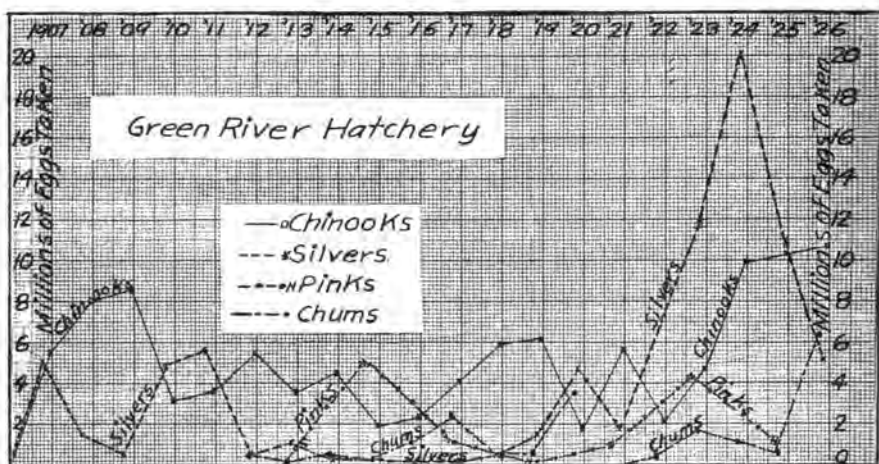 1907 '08 '09 '10 '11 '12 '13 '14 '15 '16 '17 '18 '19 '20 '21 '22 '23 '24 '25 '26
20 20
18 18
16 16
14 14
12 12
10 10
8 8
6 6
4 4
2 2
0 0
Millions of Eggs Taken
Millions of Eggs Taken
Green River Hatchery
Chinooks
Silvers
Pinks
Chums
Chinooks
Silvers
Pinks
Chums
Silvers
Silvers
Chinooks
Pinks
Chums